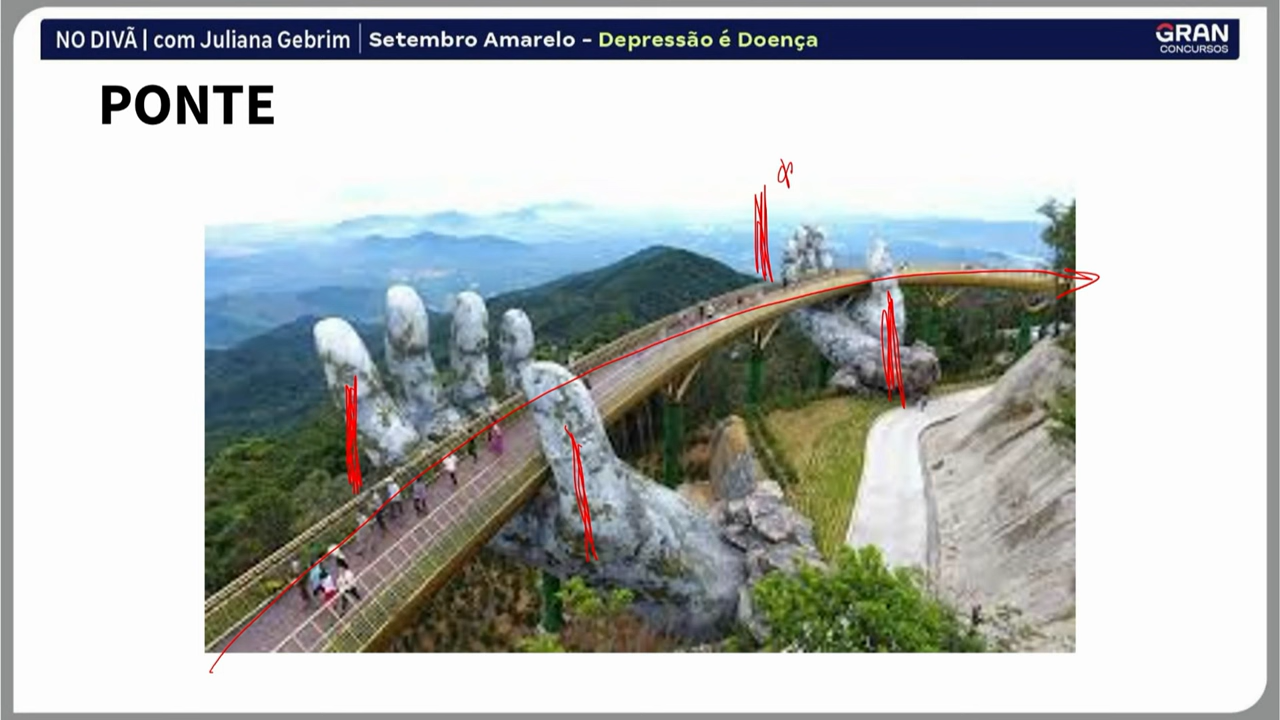 NO DIVÃ | com Juliana Gebrim | Setembro Amarelo – Depressão é Doença
GRAN
CONCURSOS
PONTE